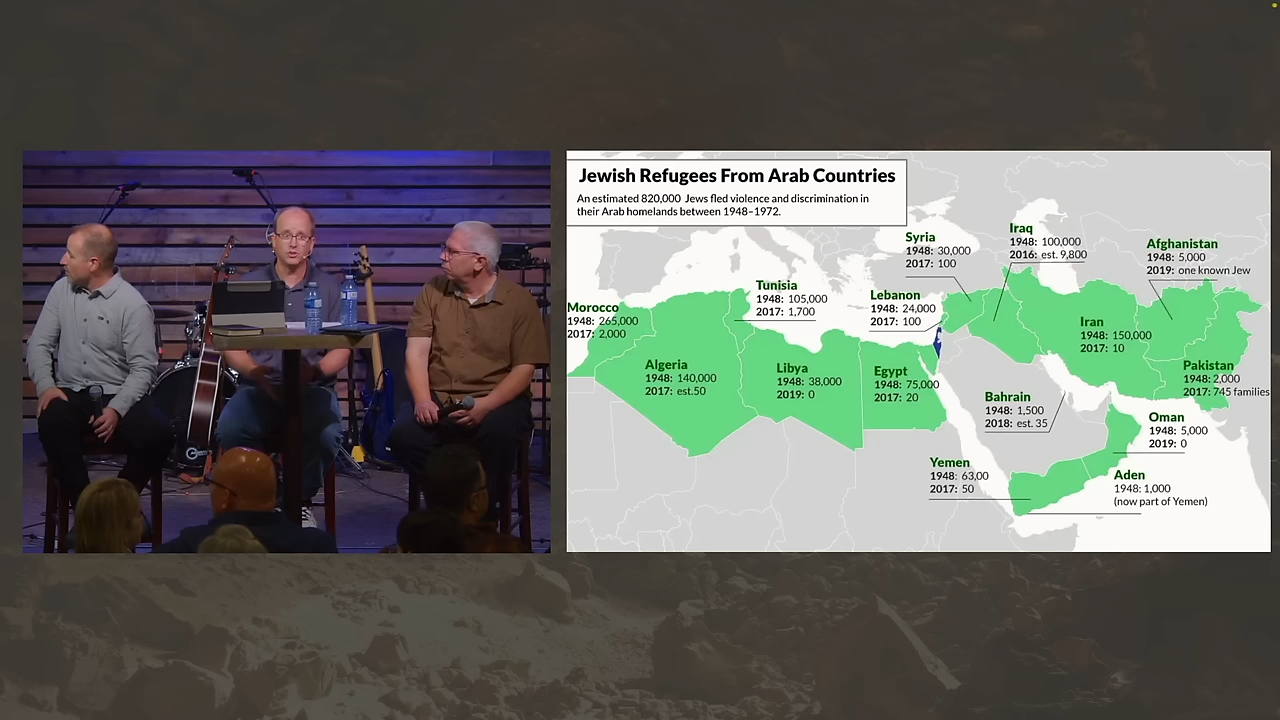 Jewish Refugees From Arab Countries
An estimated 820,000 Jews fled violence and discrimination in
their Arab homelands between 1948–1972.
Morocco
1948: 265,000
2017: 2,000
Algeria
1948: 140,000
2017: est.50
Tunisia
1948: 105,000
2017: 1,700
Libya
1948: 38,000
2019: 0
Egypt
1948: 75,000
2017: 20
Lebanon
1948: 24,000
2017: 100
Syria
1948: 30,000
2017: 100
Iraq
1948: 100,000
2016: est. 9,800
Afghanistan
1948: 5,000
2019: one known Jew
Iran
1948: 150,000
2017: 10
Pakistan
1948: 2,000
2017: 745 families
Bahrain
1948: 1,500
2018: est. 35
Oman
1948: 5,000
2019: 0
Yemen
1948: 63,00
2017: 50
Aden
1948: 1,000
(now part of Yemen)